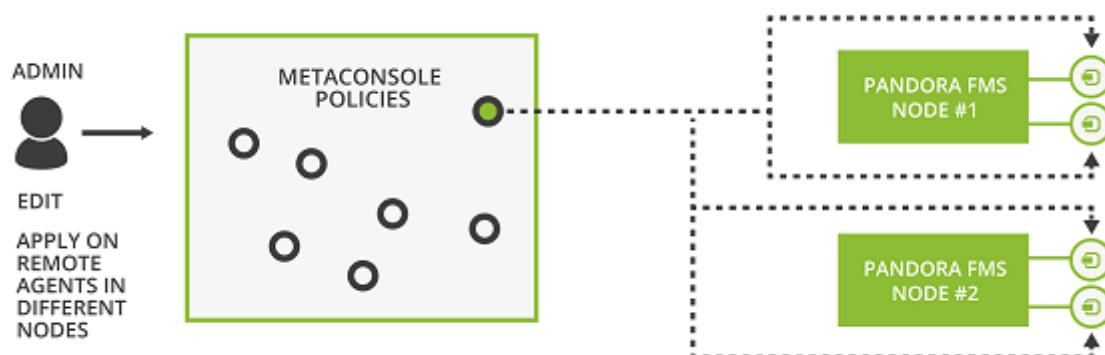 ADMIN
EDIT
APPLY ON
REMOTE
AGENTS IN
DIFFERENT
NODES
METACONSOLE
POLICIES
PANDORA FMS
NODE #1
PANDORA FMS
NODE #2